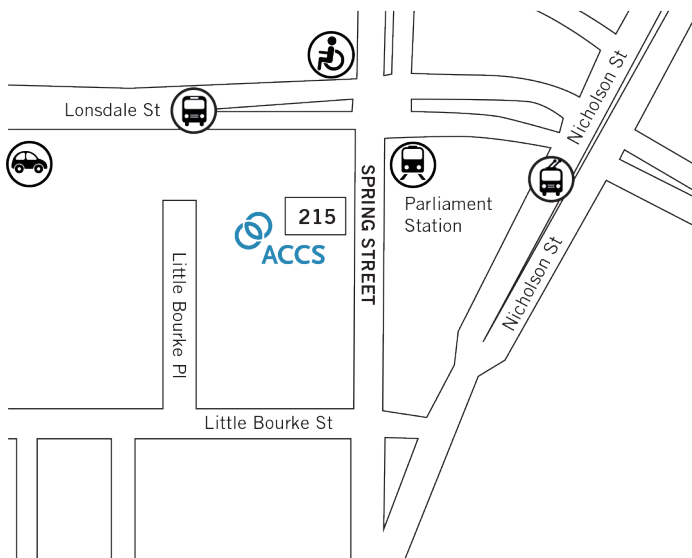 Lonsdale St
Nicholson St
SPRING STREET
Parliament
Station
215
ACCS
Little Bourke Pl
Nicholson St
Little Bourke St